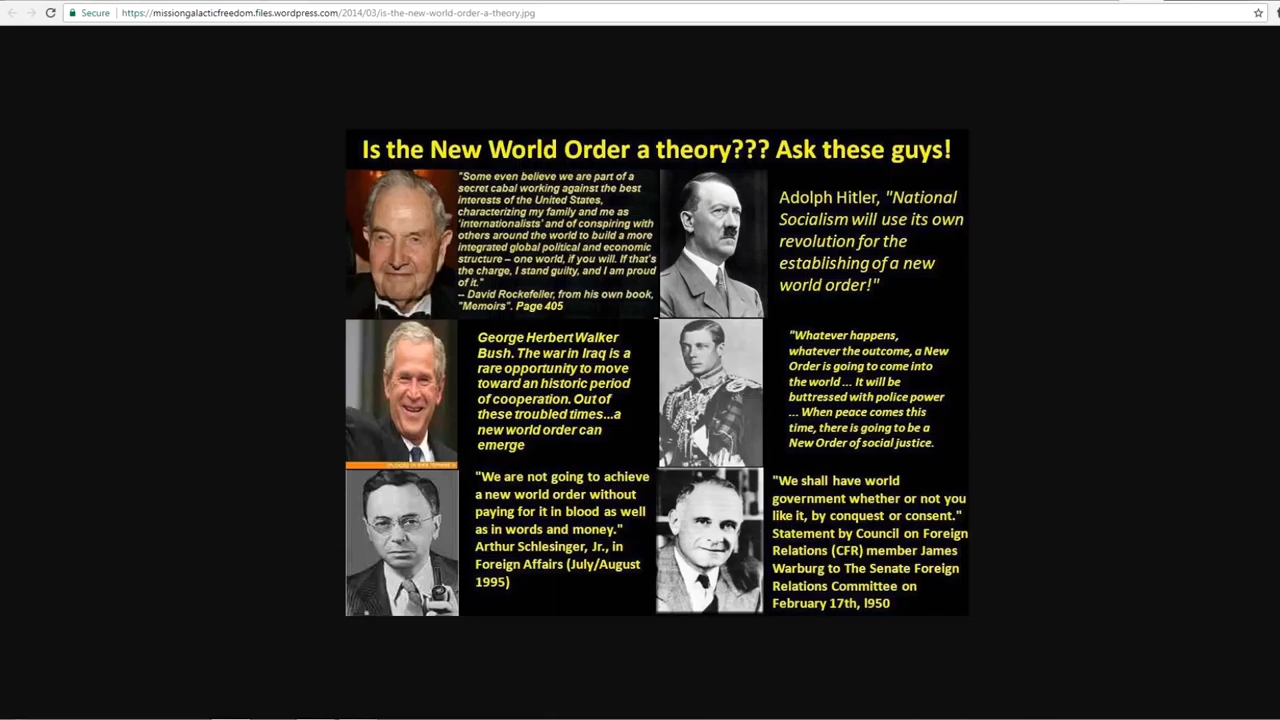 Secure
https://missiongalacticfreedom.files.wordpress.com/2014/03/is-the-new-world-order-a-theory.jpg
Is the New World Order a theory??? Ask these guys!
"Some even believe we are part of a
secret cabal working against the best
interests of the United States,
characterizing my family and me as
'internationalists' and of conspiring with
others around the world to build a more
integrated global political and economic
structure – one world, if you will. If that's
the charge, I stand guilty, and I am proud
of it."
-- David Rockefeller, from his own book,
"Memoirs". Page 405
Adolph Hitler, "National
Socialism will use its own
revolution for the
establishing of a new
world order!"
George Herbert Walker
Bush. The war in Iraq is a
rare opportunity to move
toward an historic period
of cooperation. Out of
these troubled times...a
new world order can
emerge
"Whatever happens,
whatever the outcome, a New
Order is going to come into
the world ... It will be
buttressed with police power
... When peace comes this
time, there is going to be a
New Order of social justice.
"We are not going to achieve
a new world order without
paying for it in blood as well
as in words and money."
Arthur Schlesinger, Jr., in
Foreign Affairs (July/August
1995)
"We shall have world
government whether or not you
like it, by conquest or consent."
Statement by Council on Foreign
Relations (CFR) member James
Warburg to The Senate Foreign
Relations Committee on
February 17th, l950